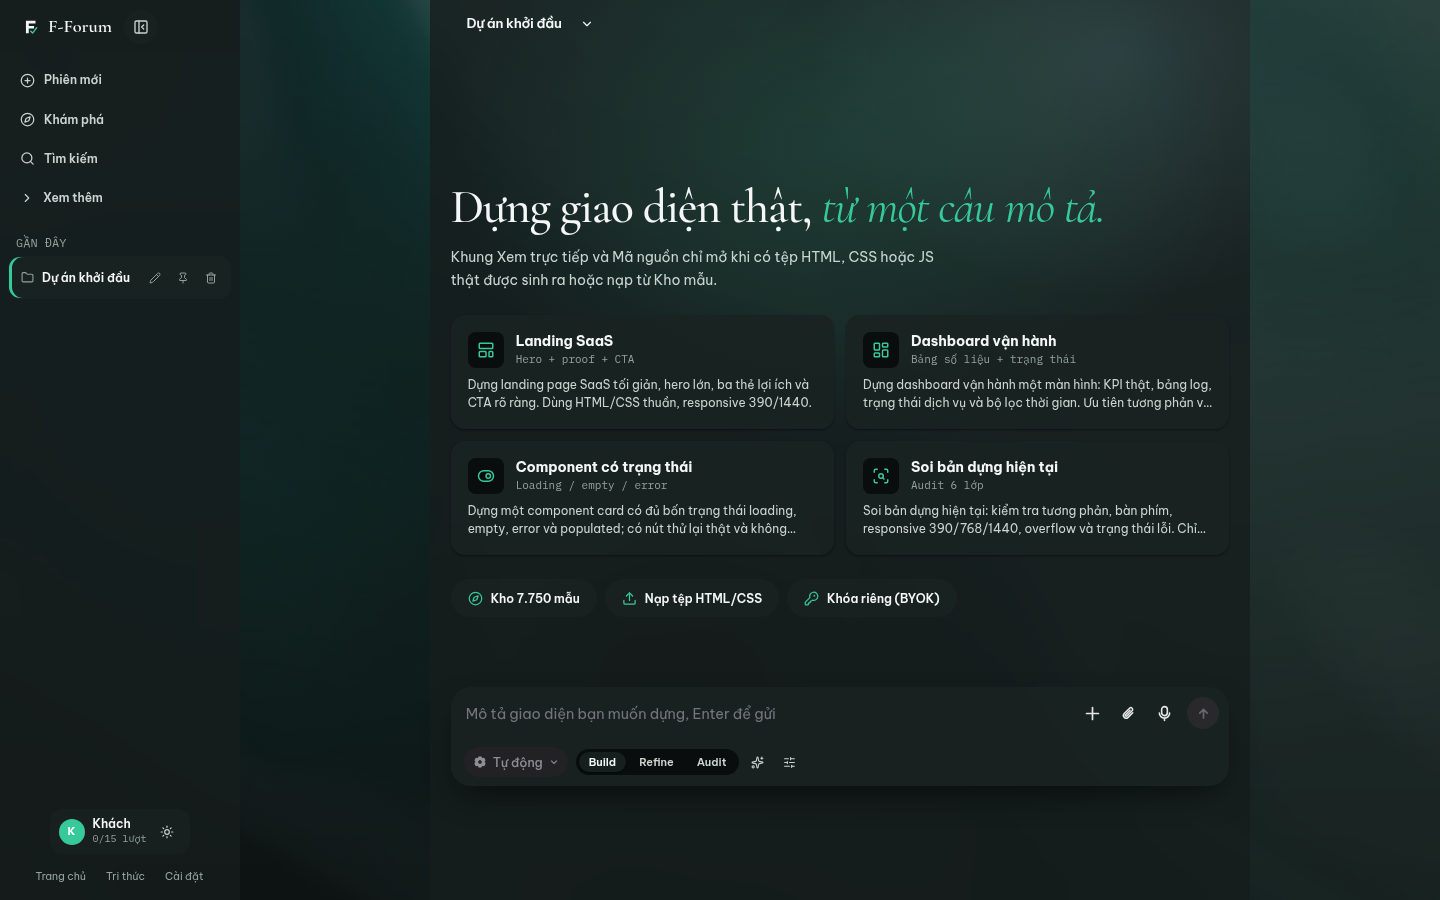 F-Forum
Phiên mới
Khám phá
Tìm kiếm
Xem thêm
GẦN ĐÂY
Dự án khởi đầu
K
Khách
0/15 lượt
Trang chủ
Tri thức
Cài đặt
Dự án khởi đầu
Dựng giao diện thật, từ một câu mô tả.
Khung Xem trực tiếp và Mã nguồn chỉ mở khi có tệp HTML, CSS hoặc JS
thật được sinh ra hoặc nạp từ Kho mẫu.
Landing SaaS
Hero + proof + CTA
Dựng landing page SaaS tối giản, hero lớn, ba thẻ lợi ích và
CTA rõ ràng. Dùng HTML/CSS thuần, responsive 390/1440.
Dashboard vận hành
Bảng số liệu + trạng thái
Dựng dashboard vận hành một màn hình: KPI thật, bảng log,
trạng thái dịch vụ và bộ lọc thời gian. Ưu tiên tương phản v...
Component có trạng thái
Loading / empty / error
Dựng một component card có đủ bốn trạng thái loading,
empty, error và populated; có nút thử lại thật và không...
Soi bản dựng hiện tại
Audit 6 lớp
Soi bản dựng hiện tại: kiểm tra tương phản, bàn phím,
responsive 390/768/1440, overflow và trạng thái lỗi. Chỉ...
Kho 7.750 mẫu
Nạp tệp HTML/CSS
Khóa riêng (BYOK)
Mô tả giao diện bạn muốn dựng, Enter để gửi
Tự động
Build
Refine
Audit